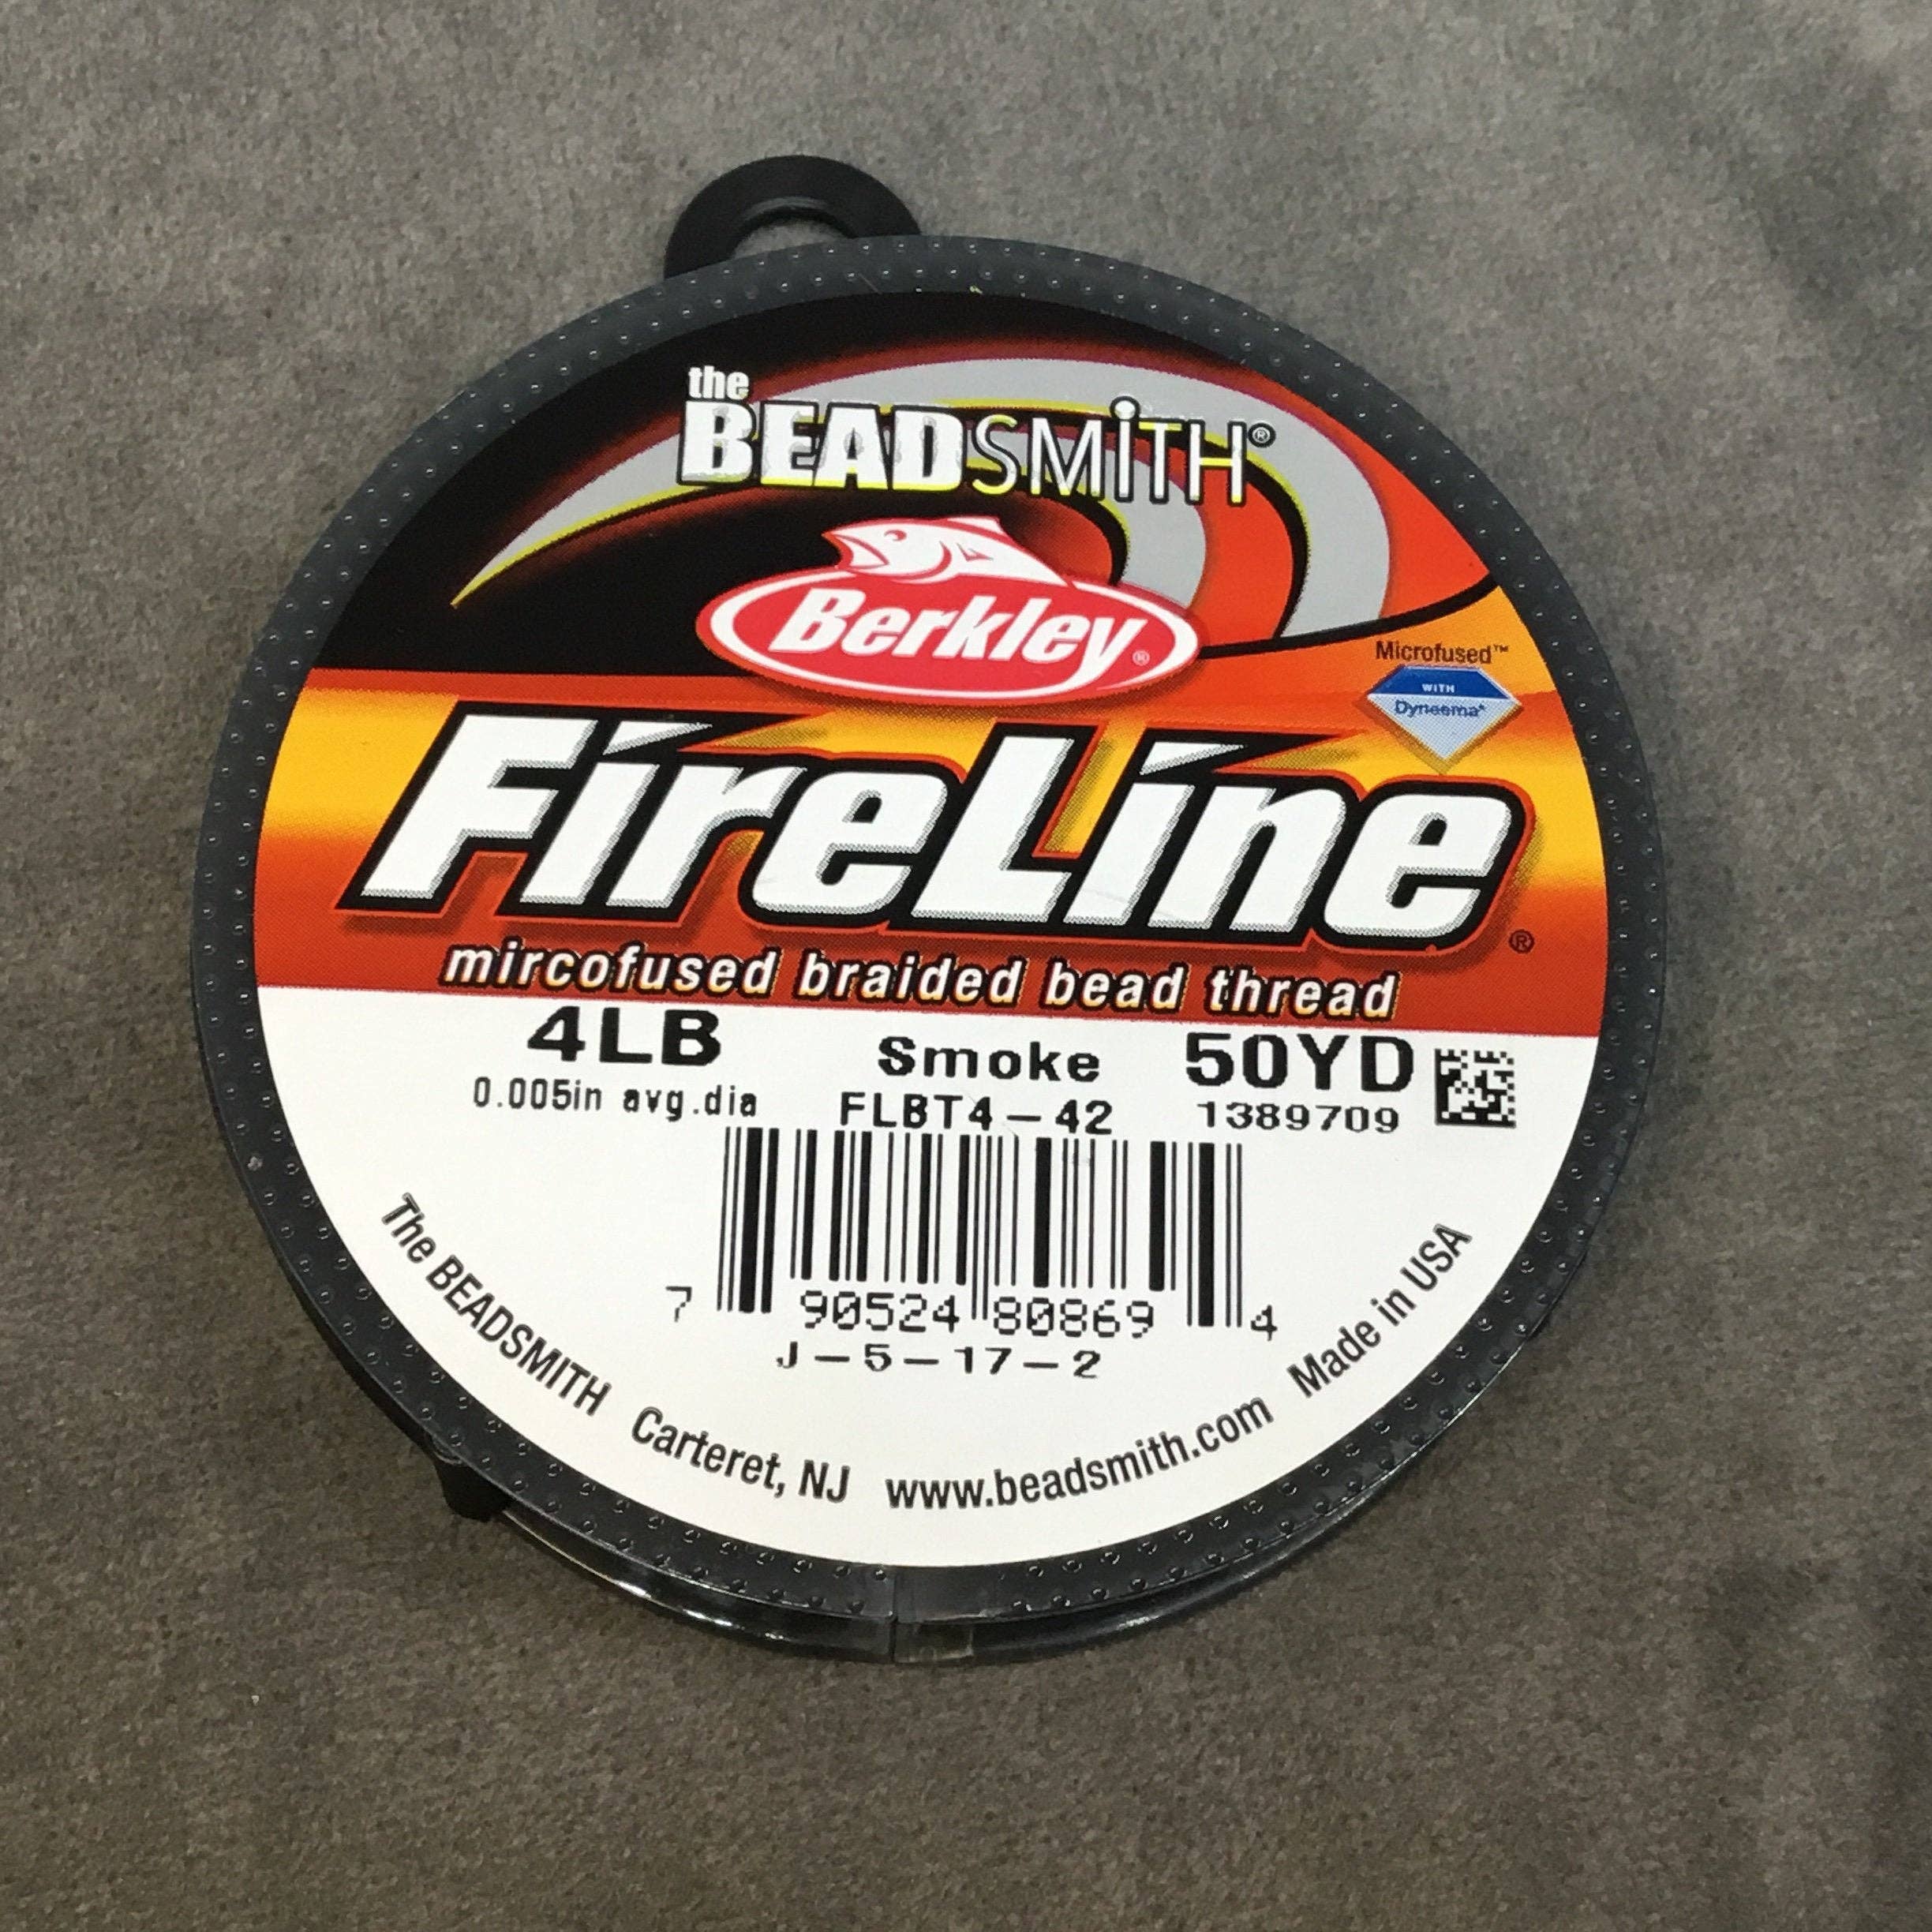 the
BEADSMITH®
Berkley®
Microfused™
WITH
Dyneema®
FireLine®
mircofused braided bead thread
4LB Smoke 50YD
0.005in avg.dia FLBT4-42 1389709
7 90524 80869 4
J-5-17-2
The BEADSMITH Carteret, NJ www.beadsmith.com Made in USA